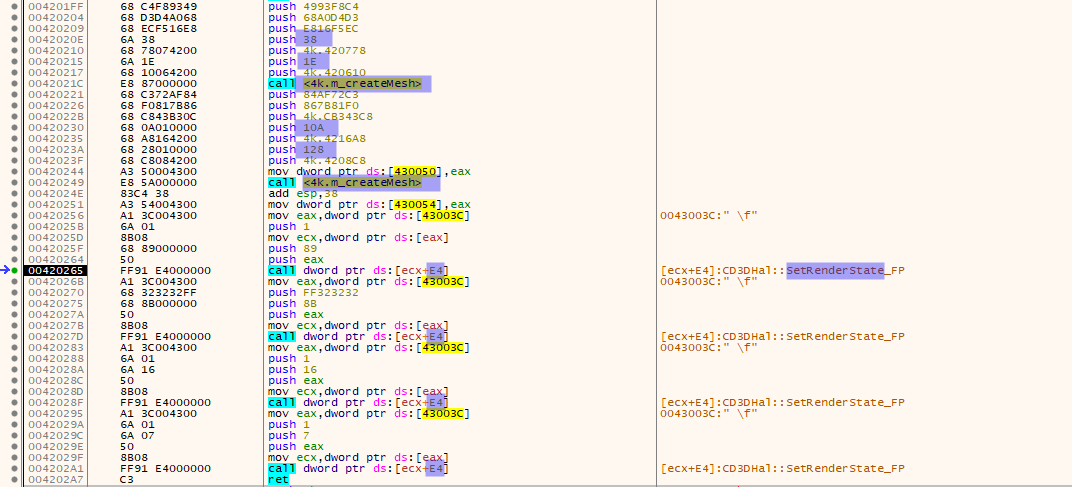 004201FF 68 C4F89349 push 4993F8C4
00420204 68 D3D4A068 push 68A0D4D3
00420209 68 ECF516E8 push E816F5EC
0042020E 6A 38 push 38
00420210 68 78074200 push 4k.420778
00420215 6A 1E push 1E
00420217 68 10064200 push 4k.420610
0042021C E8 87000000 call <4k.m_createMesh>
00420221 68 C372AF84 push 84AF72C3
00420226 68 F0817B86 push 867B81F0
0042022B 68 C843B30C push 4k.CB343C8
00420230 68 0A010000 push 10A
00420235 68 A8164200 push 4k.4216A8
0042023A 68 28010000 push 128
0042023F 68 C8084200 push 4k.4208C8
00420244 A3 50004300 mov dword ptr ds:[430050],eax
00420249 E8 5A000000 call <4k.m_createMesh>
0042024E 83C4 38 add esp,38
00420251 A3 54004300 mov dword ptr ds:[430054],eax
00420256 A1 3C004300 mov eax,dword ptr ds:[43003C] 0043003C:" \f"
0042025B 6A 01 push 1
0042025D 8B08 mov ecx,dword ptr ds:[eax]
0042025F 68 89000000 push 89
00420264 50 push eax
00420265 FF91 E4000000 call dword ptr ds:[ecx+E4] [ecx+E4]:CD3DHal::SetRenderState_FP
0042026B A1 3C004300 mov eax,dword ptr ds:[43003C] 0043003C:" \f"
00420270 68 323232FF push FF323232
00420275 68 8B000000 push 8B
0042027A 50 push eax
0042027B 8B08 mov ecx,dword ptr ds:[eax]
0042027D FF91 E4000000 call dword ptr ds:[ecx+E4] [ecx+E4]:CD3DHal::SetRenderState_FP
00420283 A1 3C004300 mov eax,dword ptr ds:[43003C] 0043003C:" \f"
00420288 6A 01 push 1
0042028A 6A 16 push 16
0042028C 50 push eax
0042028D 8B08 mov ecx,dword ptr ds:[eax]
0042028F FF91 E4000000 call dword ptr ds:[ecx+E4] [ecx+E4]:CD3DHal::SetRenderState_FP
00420295 A1 3C004300 mov eax,dword ptr ds:[43003C] 0043003C:" \f"
0042029A 6A 01 push 1
0042029C 6A 07 push 7
0042029E 50 push eax
0042029F 8B08 mov ecx,dword ptr ds:[eax]
004202A1 FF91 E4000000 call dword ptr ds:[ecx+E4] [ecx+E4]:CD3DHal::SetRenderState_FP
004202A7 C3 ret